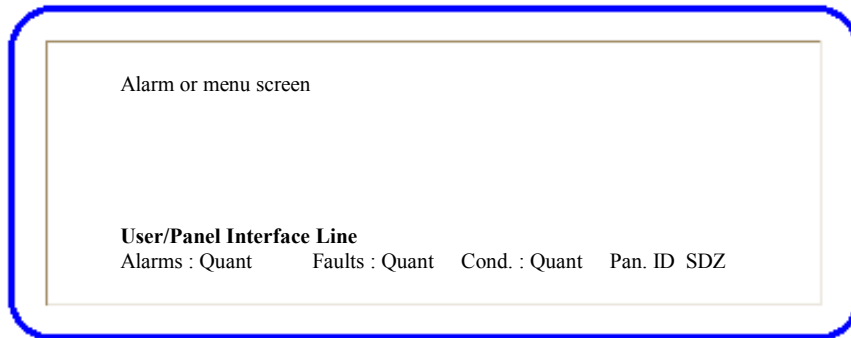 Alarm or menu screen
User/Panel Interface Line
Alarms : Quant Faults : Quant Cond. : Quant Pan. ID SDZ